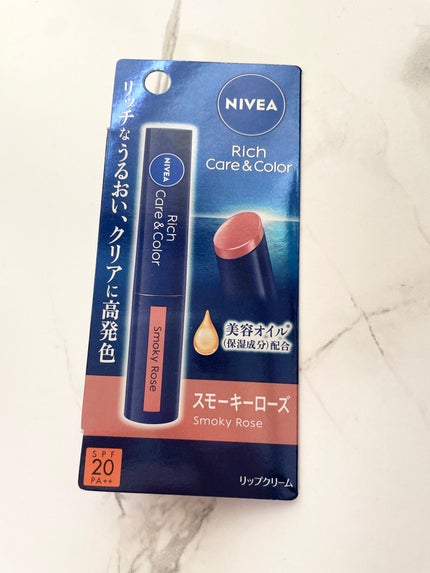 NIVEA
Rich
Care & Color
リッチなうるおい、クリアに高発色
NIVEA
Rich
Care & Color
Smoky Rose
美容オイル*
(保湿成分)配合
スモーキーローズ
Smoky Rose
SPF
20
PA++
リップクリーム